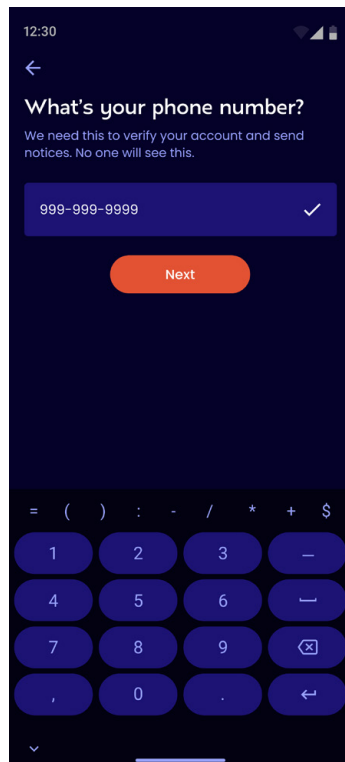 12:30
What's your phone number?
We need this to verify your account and send
notices. No one will see this.
999-999-9999
Next
= ( ) : - / * + $
1 2 3 –
4 5 6
7 8 9
, 0 .